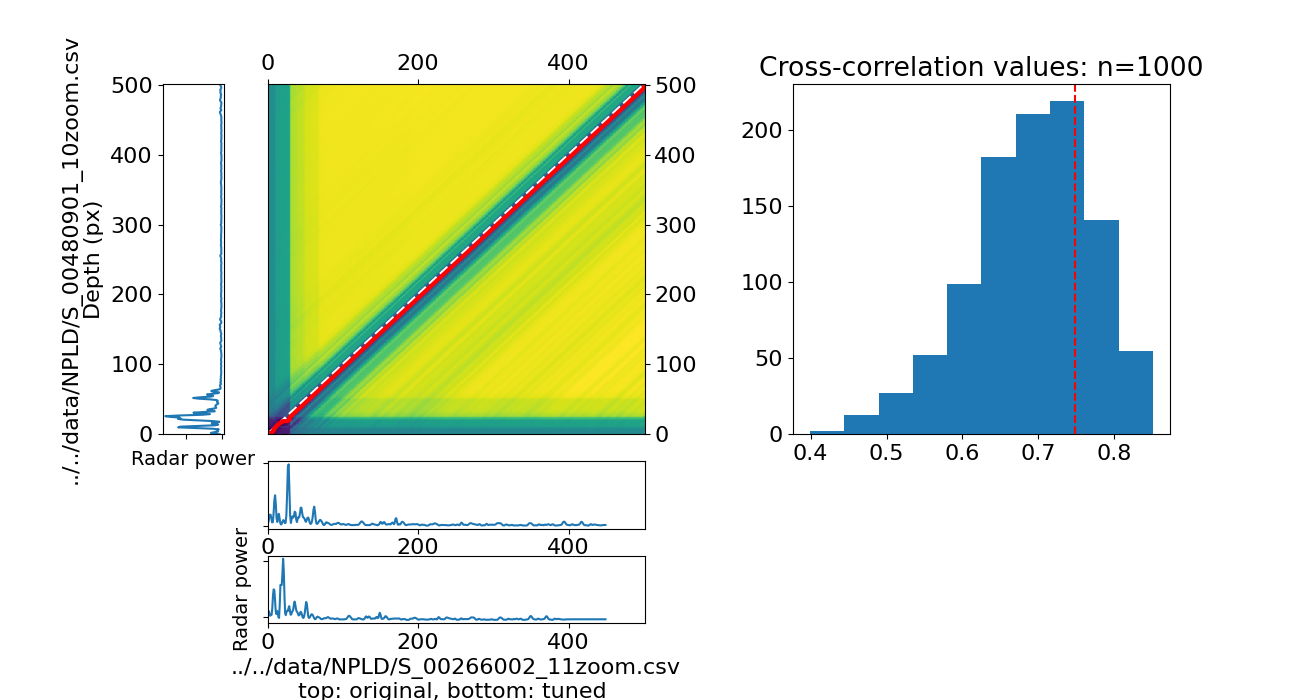 Cross-correlation values: n=1000
../../data/NPLD/S_00480901_10zoom.csv
Depth (px)
0 200 400
500
400
300
200
100
0
500
400
300
200
100
0
200
150
100
50
0
0.4 0.5 0.6 0.7 0.8
Radar power
0 200 400
Radar power
0 200 400
../../data/NPLD/S_00266002_11zoom.csv
top: original, bottom: tuned